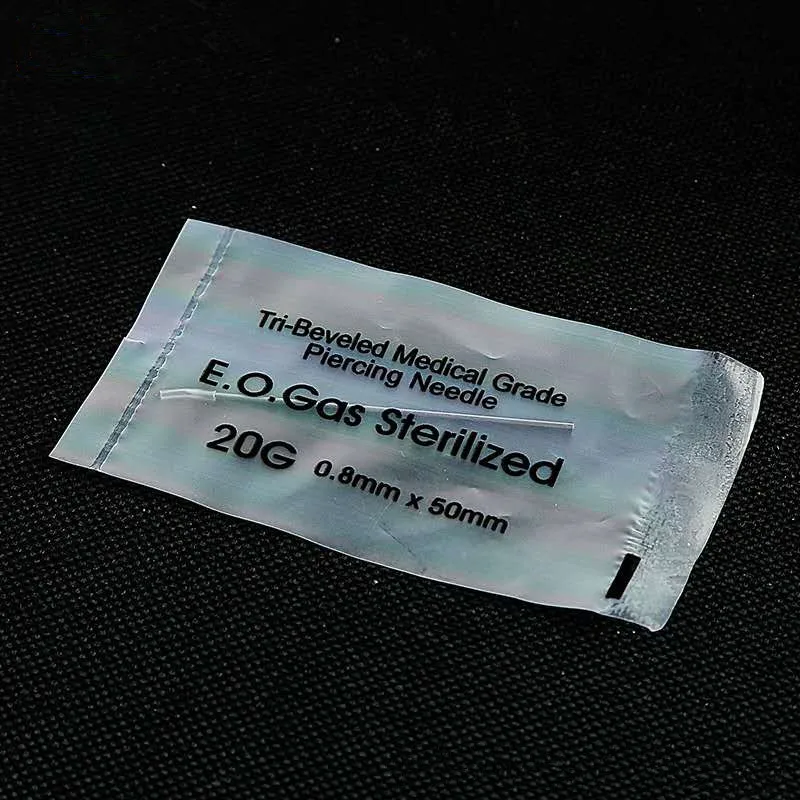 Tri-Beveled Medical Grade
Piercing Needle
E.O.Gas Sterilized
20G 0.8mm x 50mm